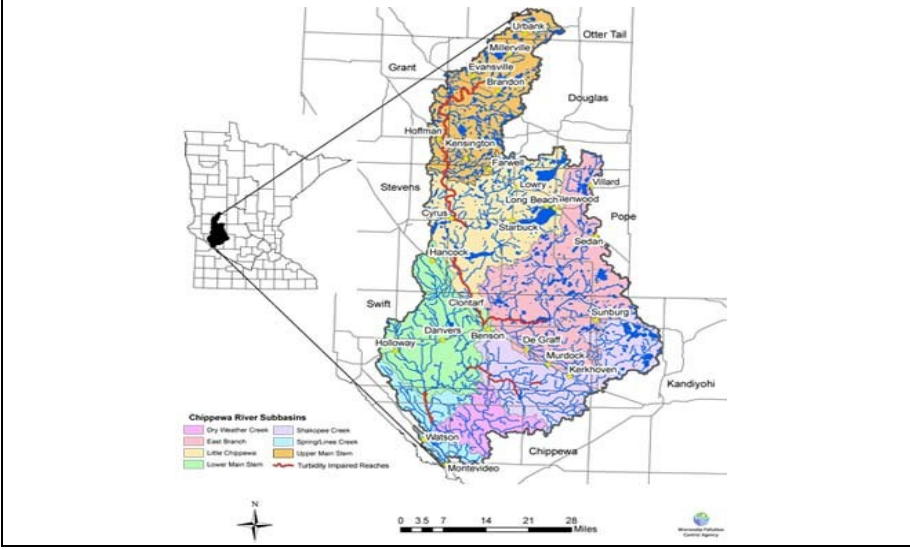 Urbank
Otter Tail
Millerville
Grant
Evansville
Brandon
Douglas
Hoffman
Kensington
Farwell
Stevens
Lowry
Villard
Long Beach
lenwood
Cyrus
Starbuck
Pope
Sedan
Hancock
Swift
Clontarf
Sunburg
Danvers
Benson
De Graff
Holloway
Murdock
Kerkhoven
Kandiyohi
Chippewa River Subbasins
Dry Weather Creek
Shakopee Creek
East Branch
Spring/Lines Creek
Little Chippewa
Upper Main Stem
Lower Main Stem
Turbidity Impaired Reaches
Watson
Chippewa
Montevideo
N
0 3.5 7 14 21 28
Miles
Minnesota Pollution
Control Agency